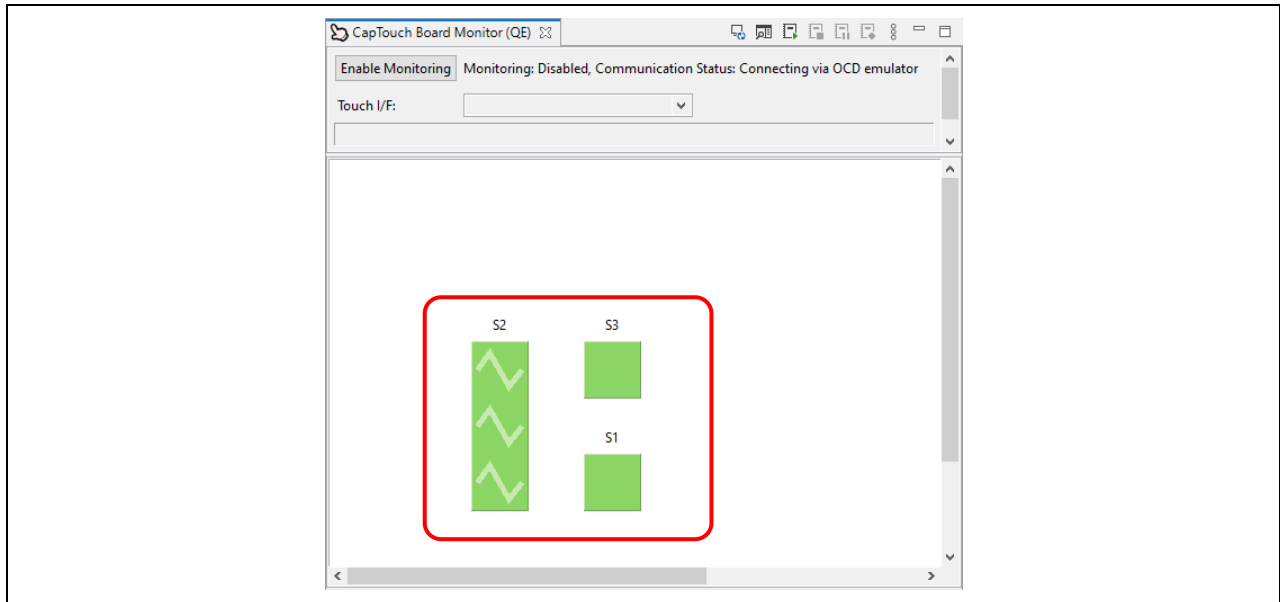 CapTouch Board Monitor (QE)
Enable Monitoring Monitoring: Disabled, Communication Status: Connecting via OCD emulator
Touch I/F:
S2 S3
S1